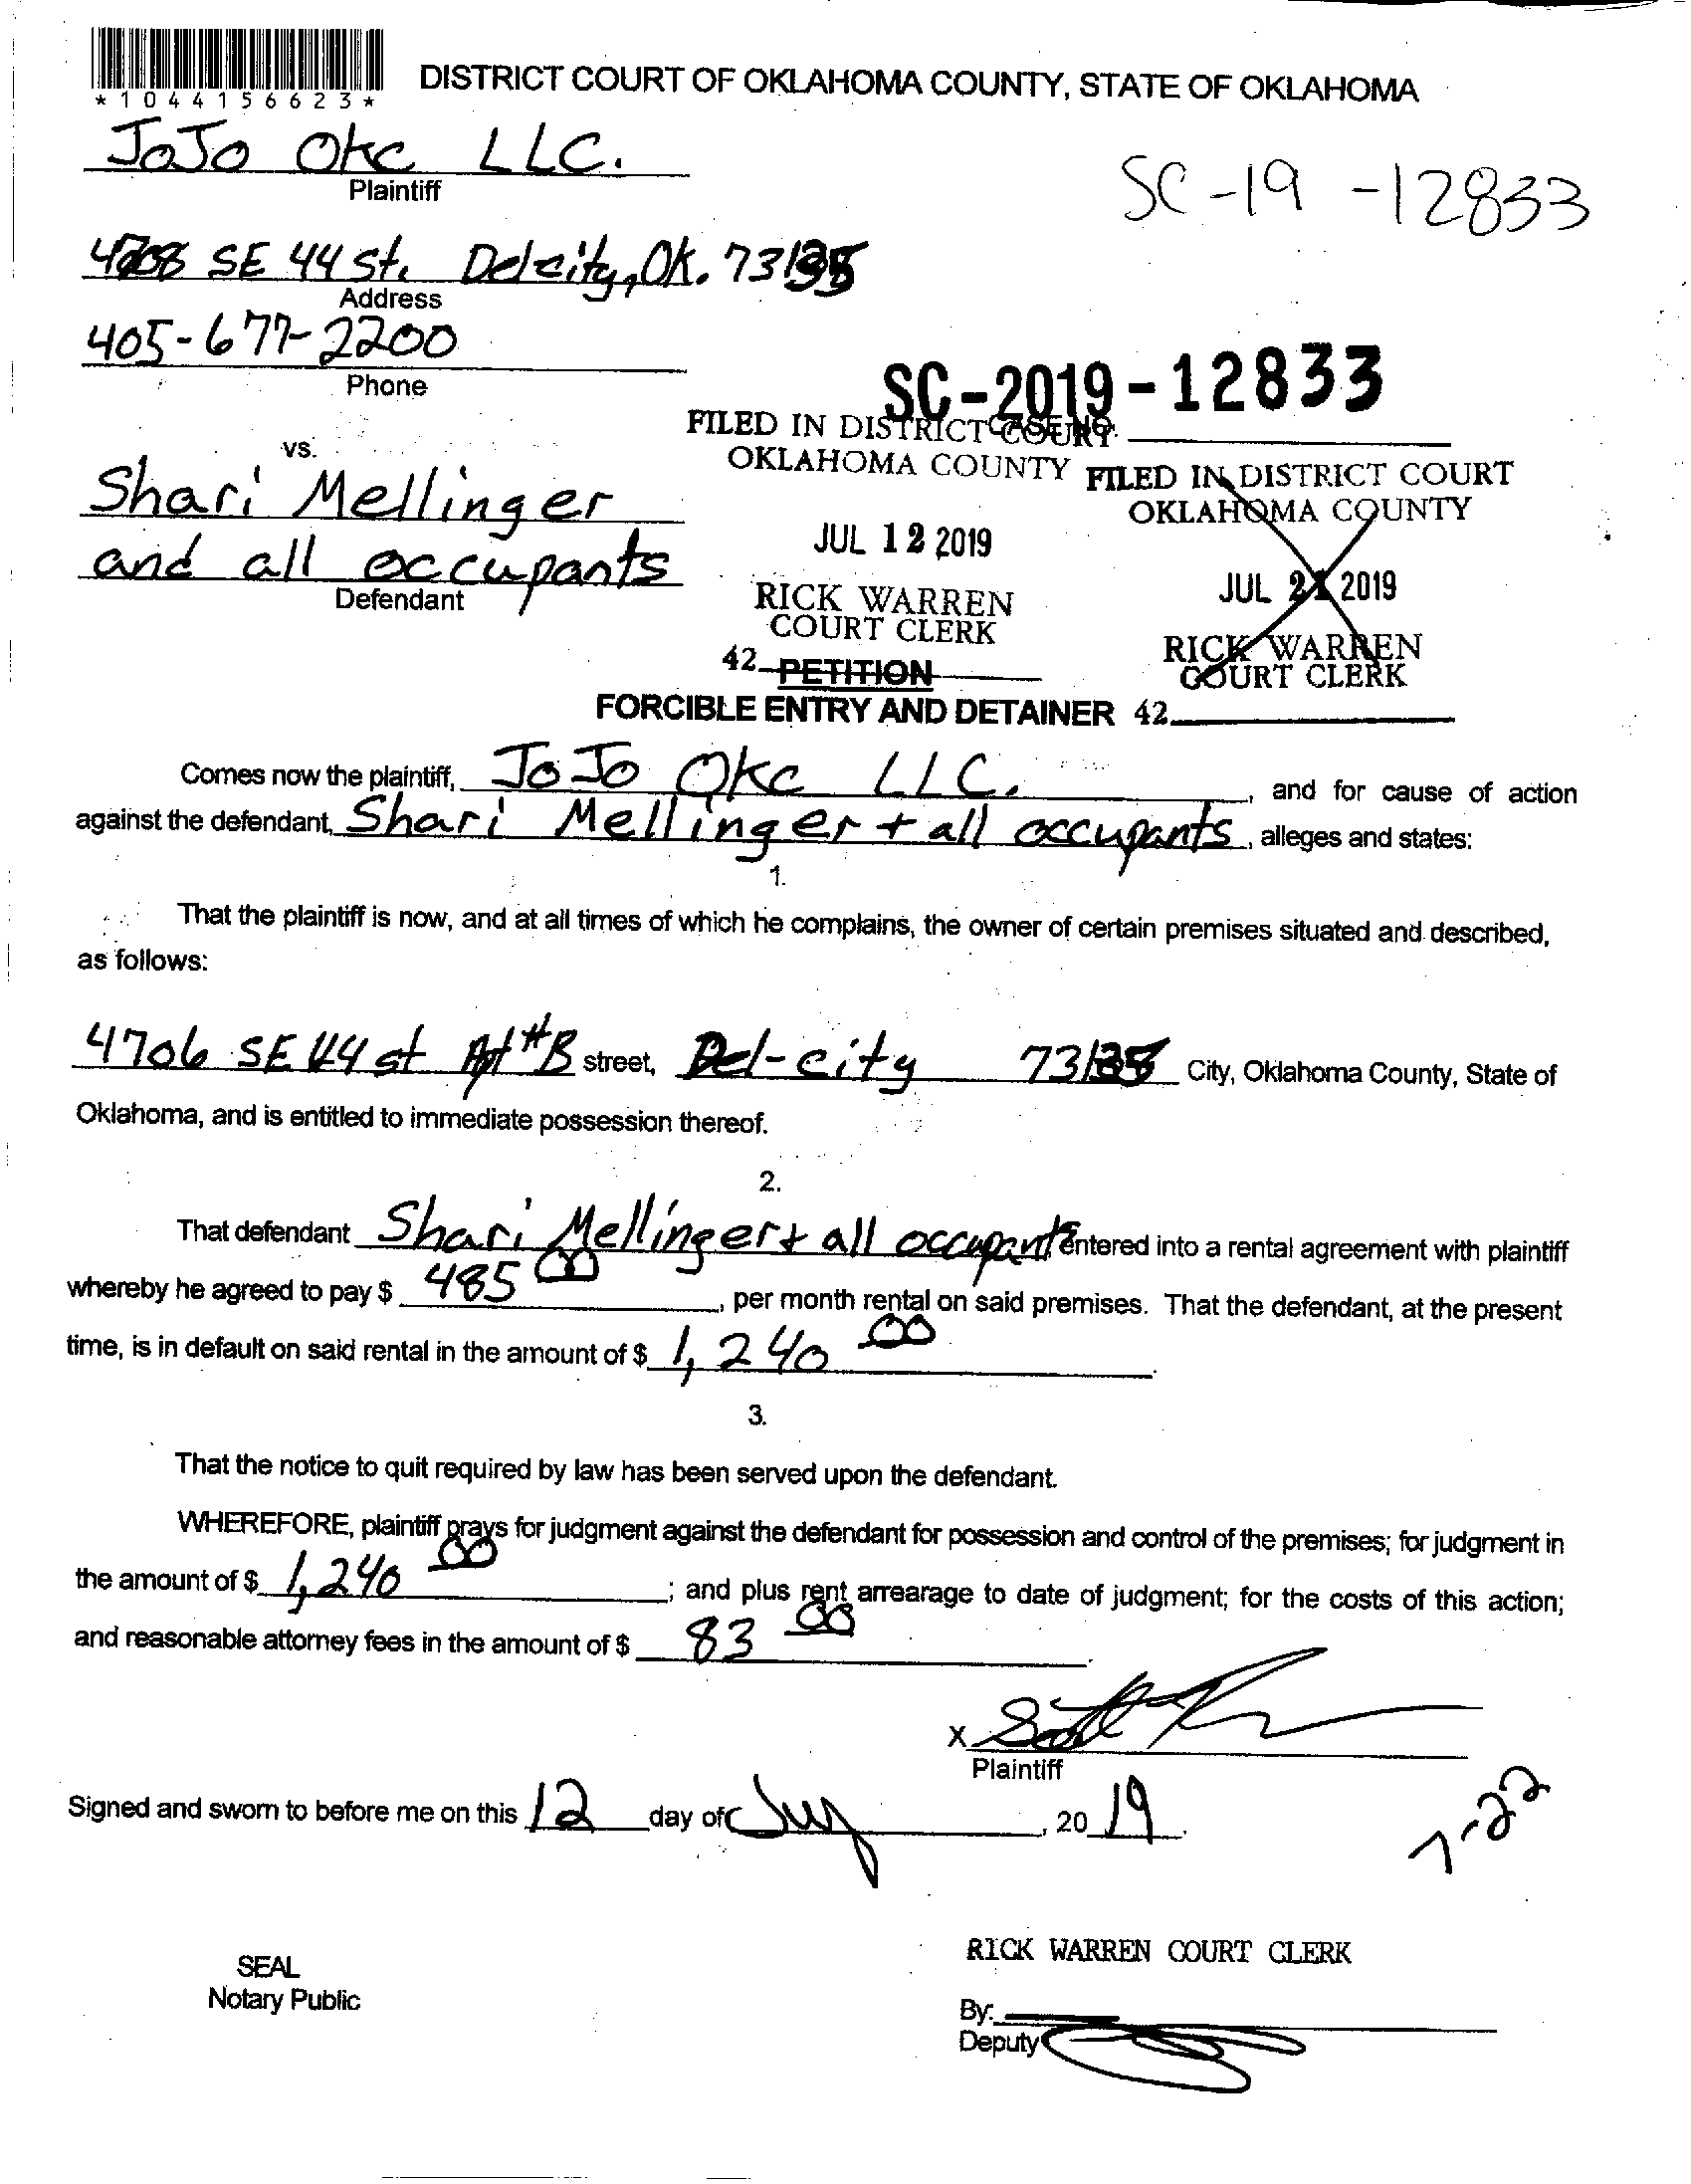 *1044156623*
DISTRICT COURT OF OKLAHOMA COUNTY, STATE OF OKLAHOMA
JoJo Okc LLC.
Plaintiff
SC-19-12833
SE 44 st. Delcity, Ok.
Address
405-677-2200
Phone
SC-2019-12833
CASE NO.
FILED IN DISTRICT COURT
OKLAHOMA COUNTY
JUL 12 2019
RICK WARREN
COURT CLERK
42
FILED IN DISTRICT COURT
OKLAHOMA COUNTY
JUL 2019
RICK WARREN
COURT CLERK
42
vs.
Shari Mellinger
and all occupants
Defendant
PETITION
FORCIBLE ENTRY AND DETAINER
Comes now the plaintiff, JoJo Okc LLC., and for cause of action
against the defendant, Shari Mellinger + all occupants, alleges and states:
1.
That the plaintiff is now, and at all times of which he complains, the owner of certain premises situated and described,
as follows:
4706 SE 44 st Apt #B street, Del-city City, Oklahoma County, State of
Oklahoma, and is entitled to immediate possession thereof.
2.
That defendant Shari Mellinger + all occupants entered into a rental agreement with plaintiff
whereby he agreed to pay $ 485 00, per month rental on said premises. That the defendant, at the present
time, is in default on said rental in the amount of $ 1,240 00.
3.
That the notice to quit required by law has been served upon the defendant.
WHEREFORE, plaintiff prays for judgment against the defendant for possession and control of the premises; for judgment in
the amount of $ 1,240 00; and plus rent arrearage to date of judgment; for the costs of this action;
and reasonable attorney fees in the amount of $ 83 00.
X
Plaintiff
Signed and sworn to before me on this 12 day of July, 2019.
7-22
SEAL
Notary Public
RICK WARREN COURT CLERK
By:
Deputy